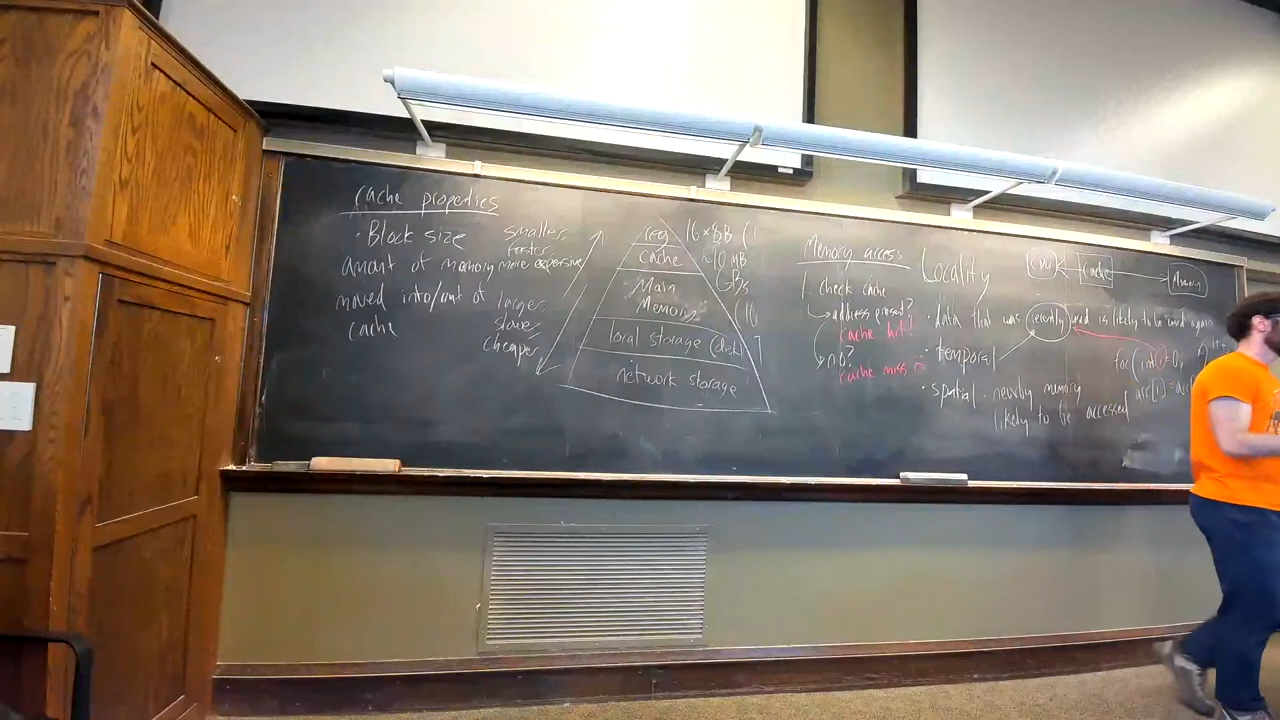 cache properties
· Block size
amount of memory
moved into/out of
cache
smaller
faster
more expensive
larger
slower
cheaper
reg
Cache
Main
Memory
local storage (disk)
network storage
16×8B
~10 MB
GBs
Memory access
1. check cache
address present?
cache hit!
no?
cache miss
Locality
CPU
cache
Memory
· data that was recently used is likely to be used again
· temporal
· spatial nearby memory
likely to be accessed
for(int i=0;
arr[i]